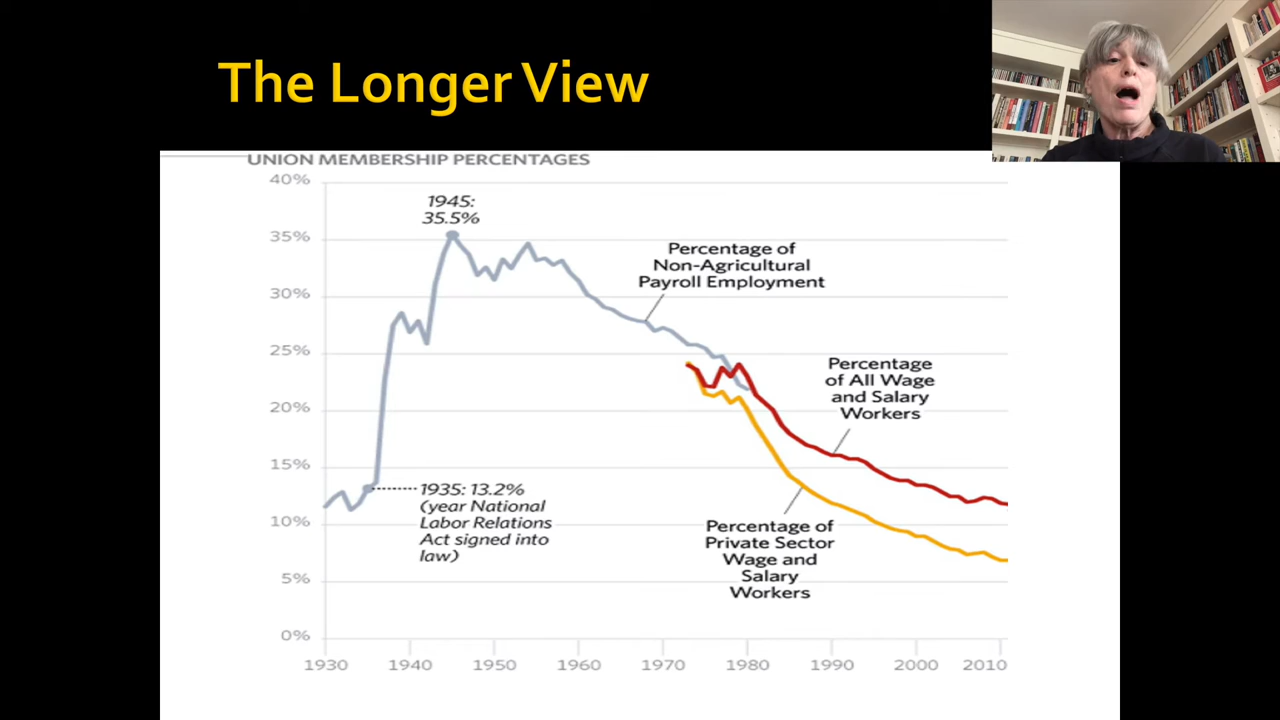 The Longer View
UNION MEMBERSHIP PERCENTAGES
40%
35%
30%
25%
20%
15%
10%
5%
0%
1945:
35.5%
Percentage of
Non-Agricultural
Payroll Employment
Percentage
of All Wage
and Salary
Workers
1935: 13.2%
(year National
Labor Relations
Act signed into
law)
Percentage of
Private Sector
Wage and
Salary
Workers
1930 1940 1950 1960 1970 1980 1990 2000 2010